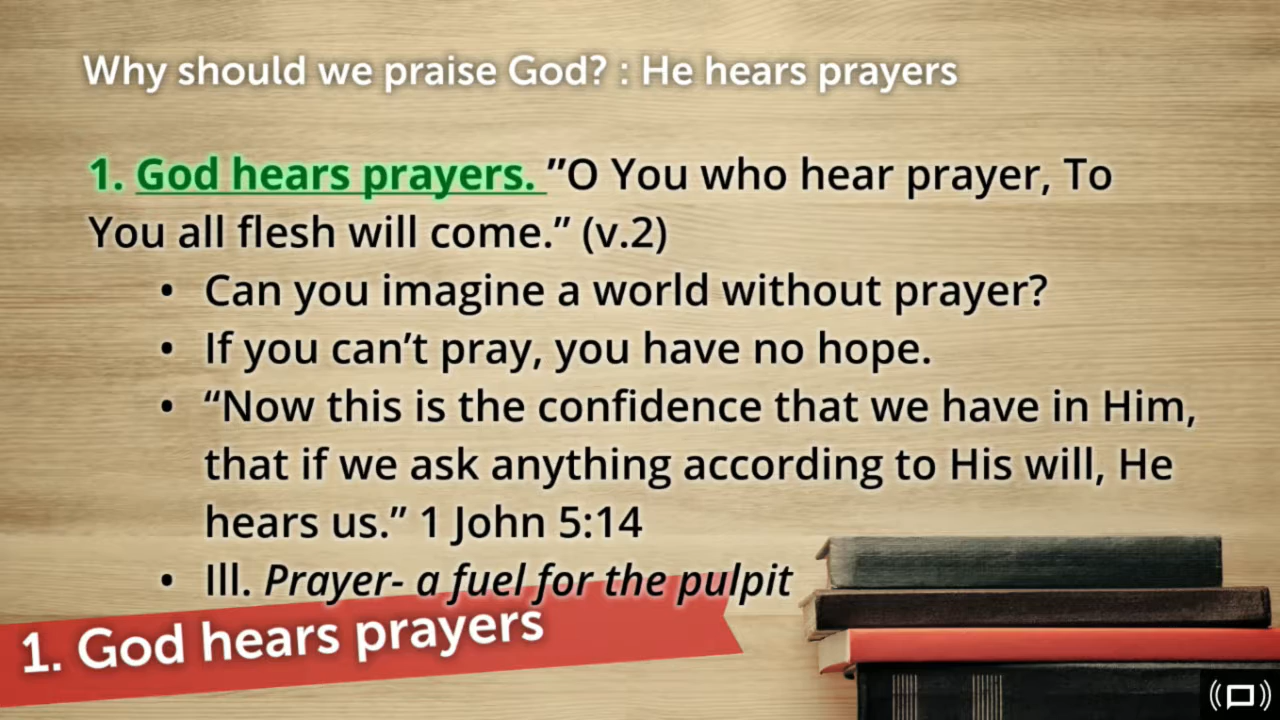 Why should we praise God? : He hears prayers
1. God hears prayers. ”O You who hear prayer, To
You all flesh will come.” (v.2)
• Can you imagine a world without prayer?
• If you can’t pray, you have no hope.
• “Now this is the confidence that we have in Him,
that if we ask anything according to His will, He
hears us.” 1 John 5:14
• Ill. Prayer- a fuel for the pulpit
1. God hears prayers